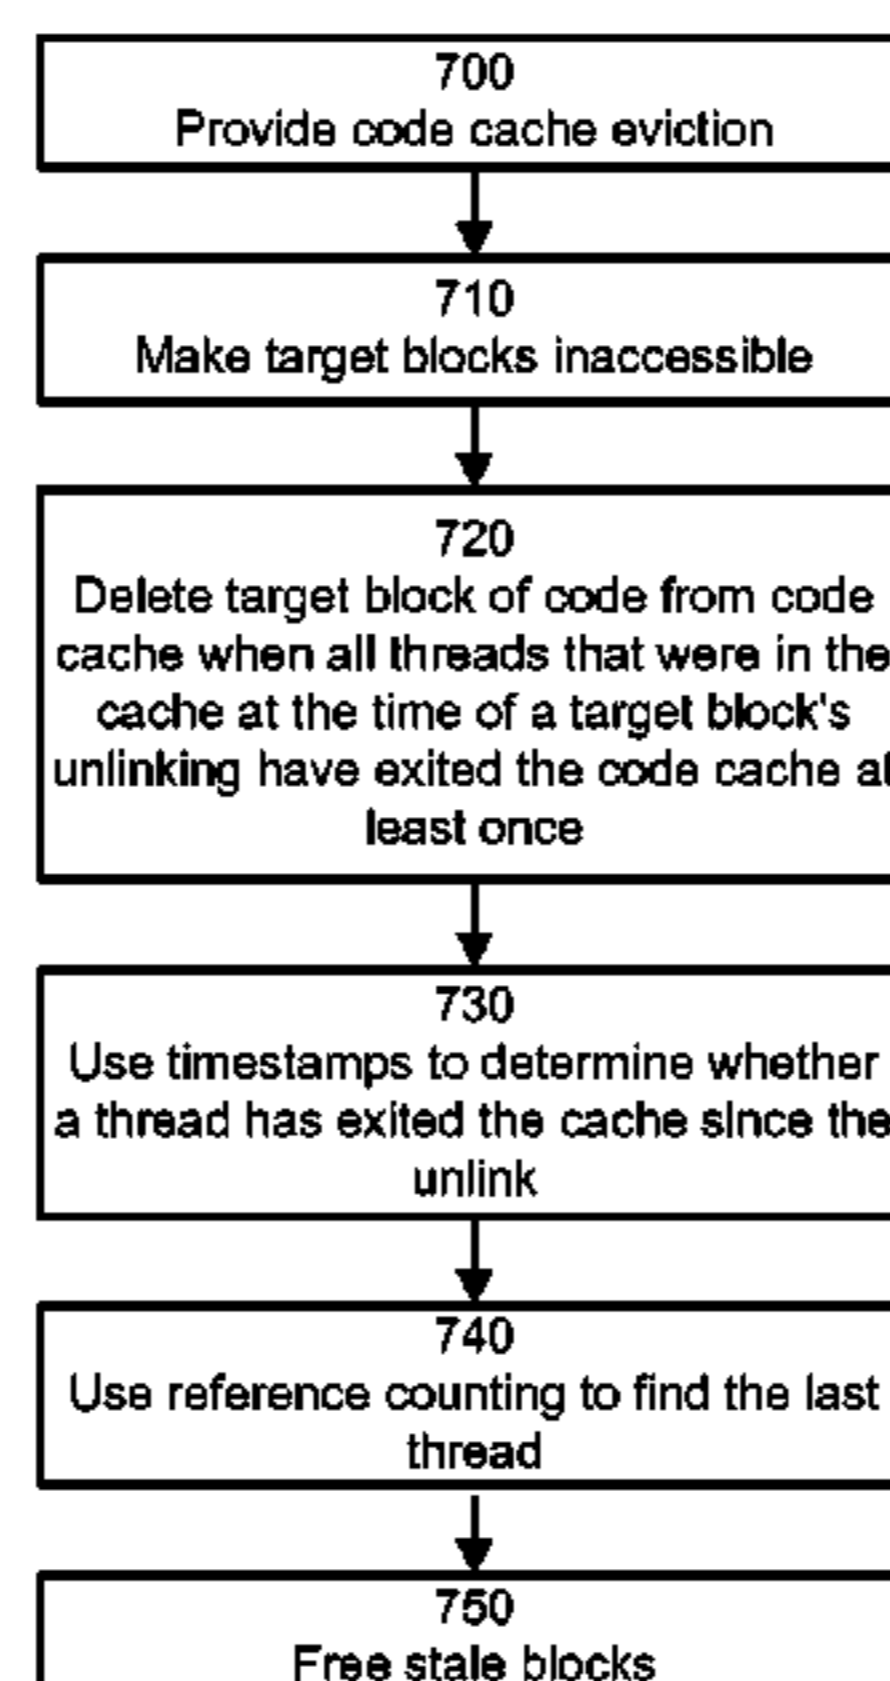 700
Provide code cache eviction
710
Make target blocks inaccessible
720
Delete target block of code from code
cache when all threads that were in the
cache at the time of a target block's
unlinking have exited the code cache at
least once
730
Use timestamps to determine whether
a thread has exited the cache since the
unlink
740
Use reference counting to find the last
thread
750
Free stale blocks